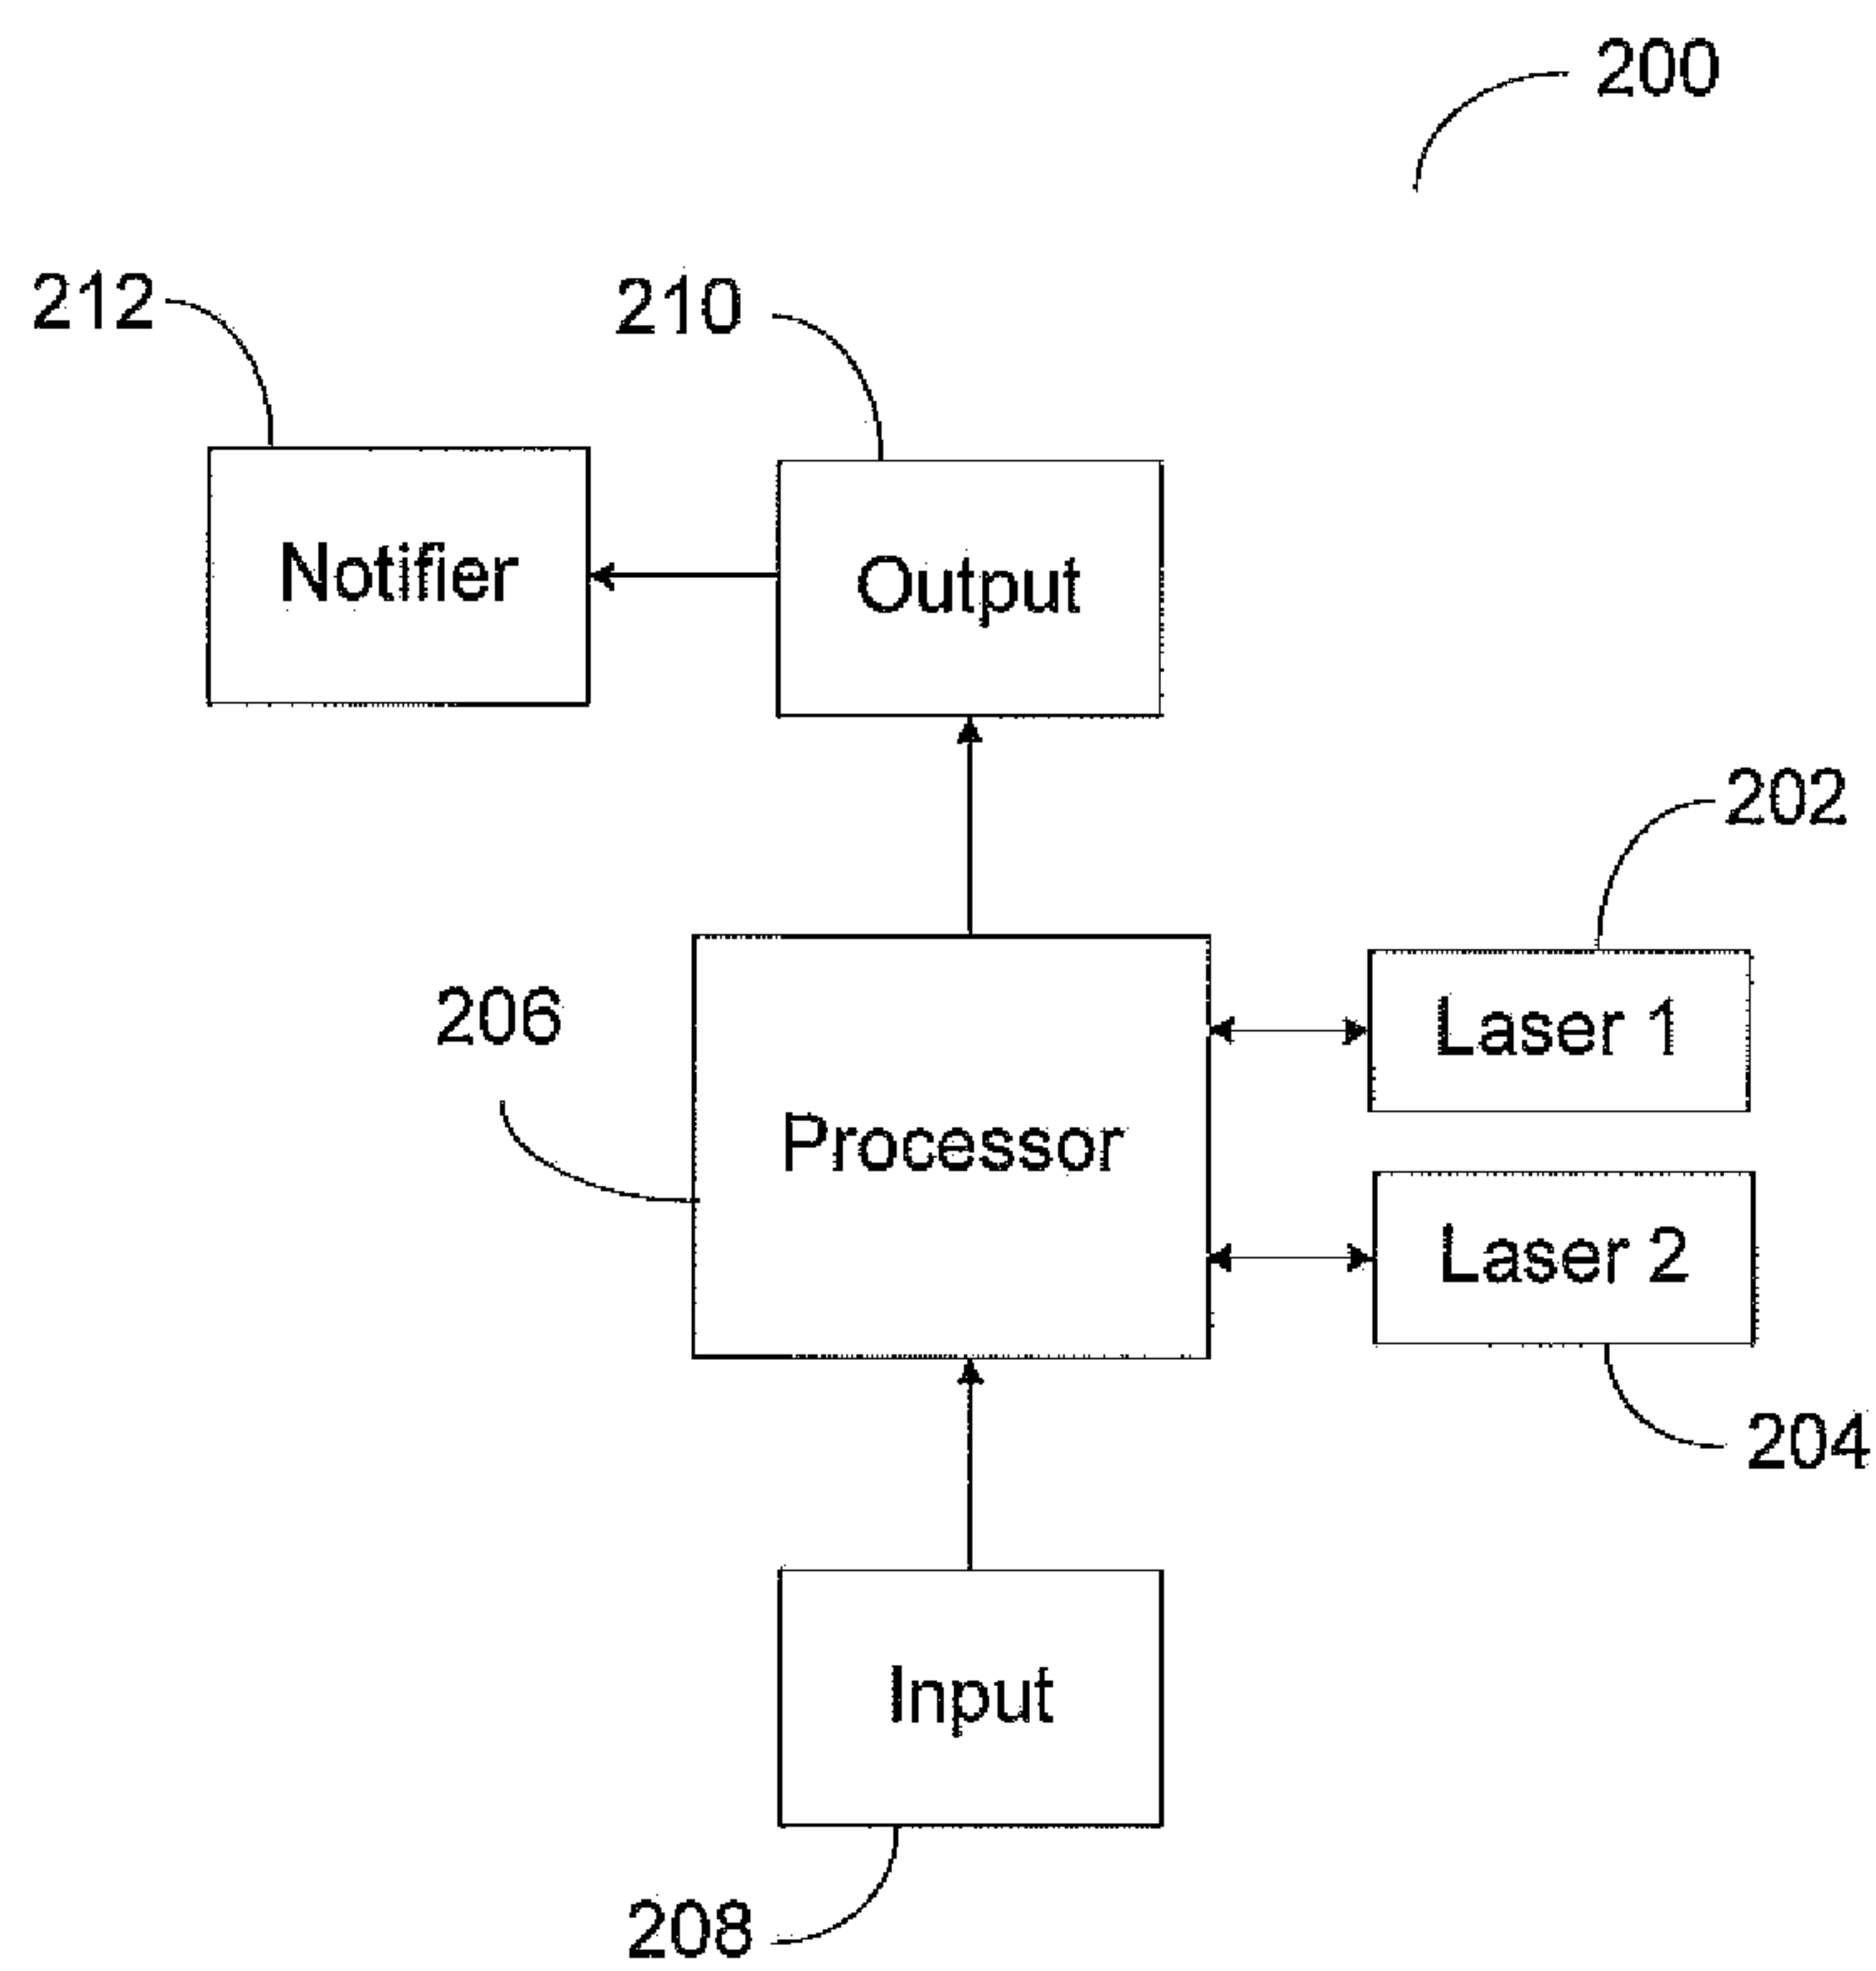 200
212
210
Notifier
Output
202
206
Laser 1
Processor
Laser 2
204
Input
208